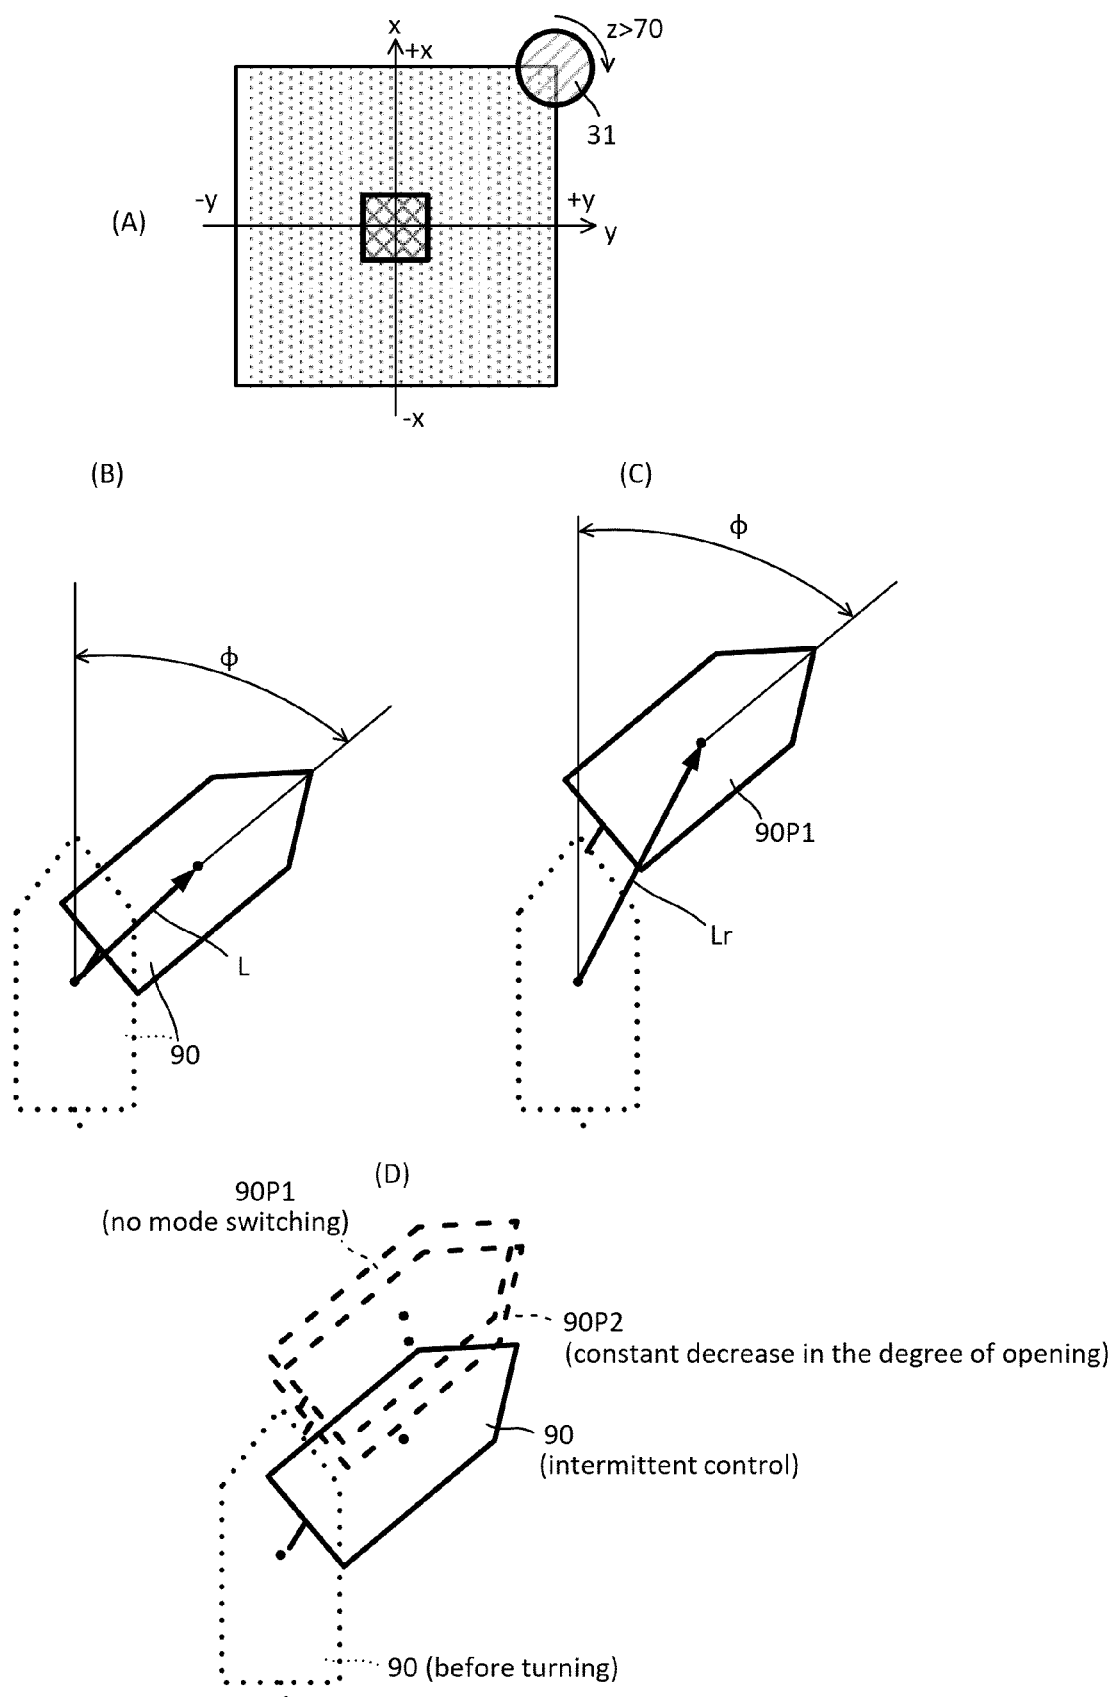 x
+x
z>70
31
(A)
-y
+y
y
-x
(B)
(C)
ϕ
ϕ
90P1
Lr
L
90
(D)
90P1
(no mode switching)
90P2
(constant decrease in the degree of opening)
90
(intermittent control)
90 (before turning)